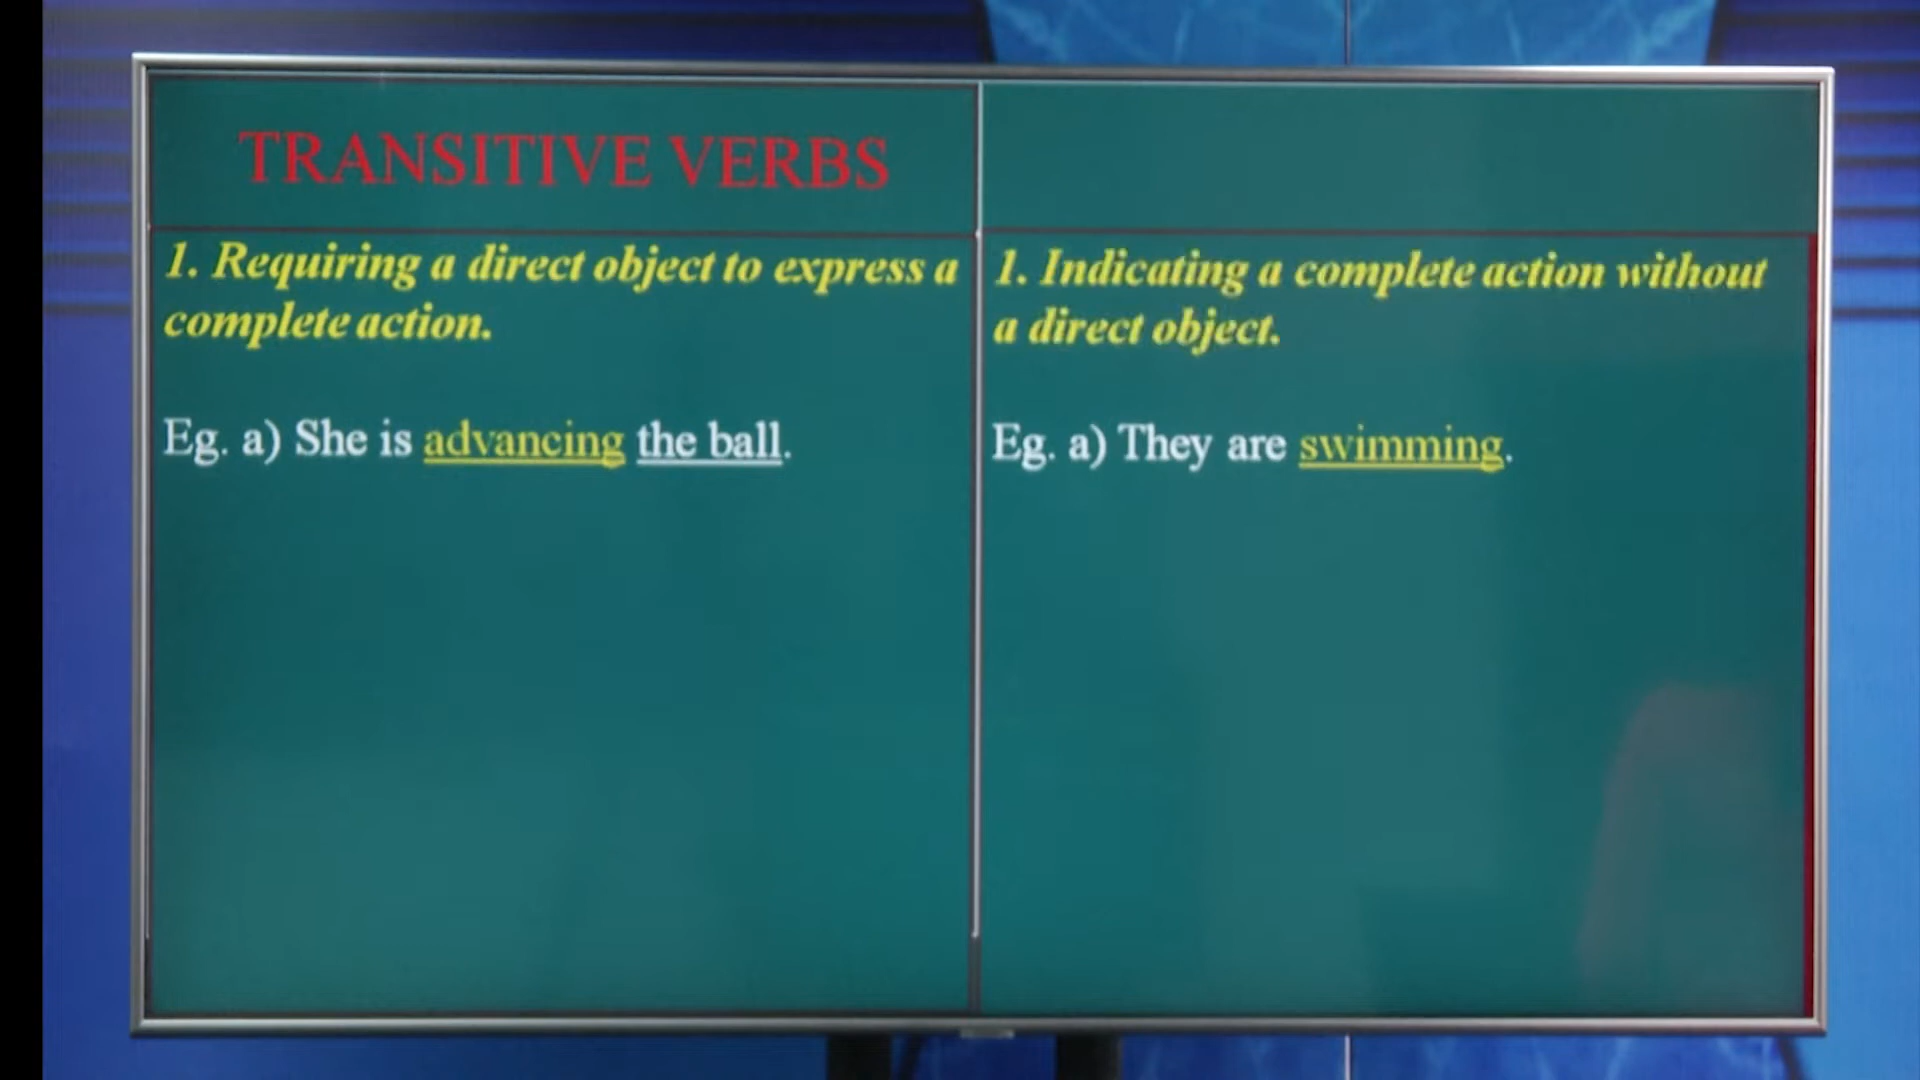 TRANSITIVE VERBS
1. Requiring a direct object to express a
complete action.
Eg. a) She is advancing the ball.
1. Indicating a complete action without
a direct object.
Eg. a) They are swimming.